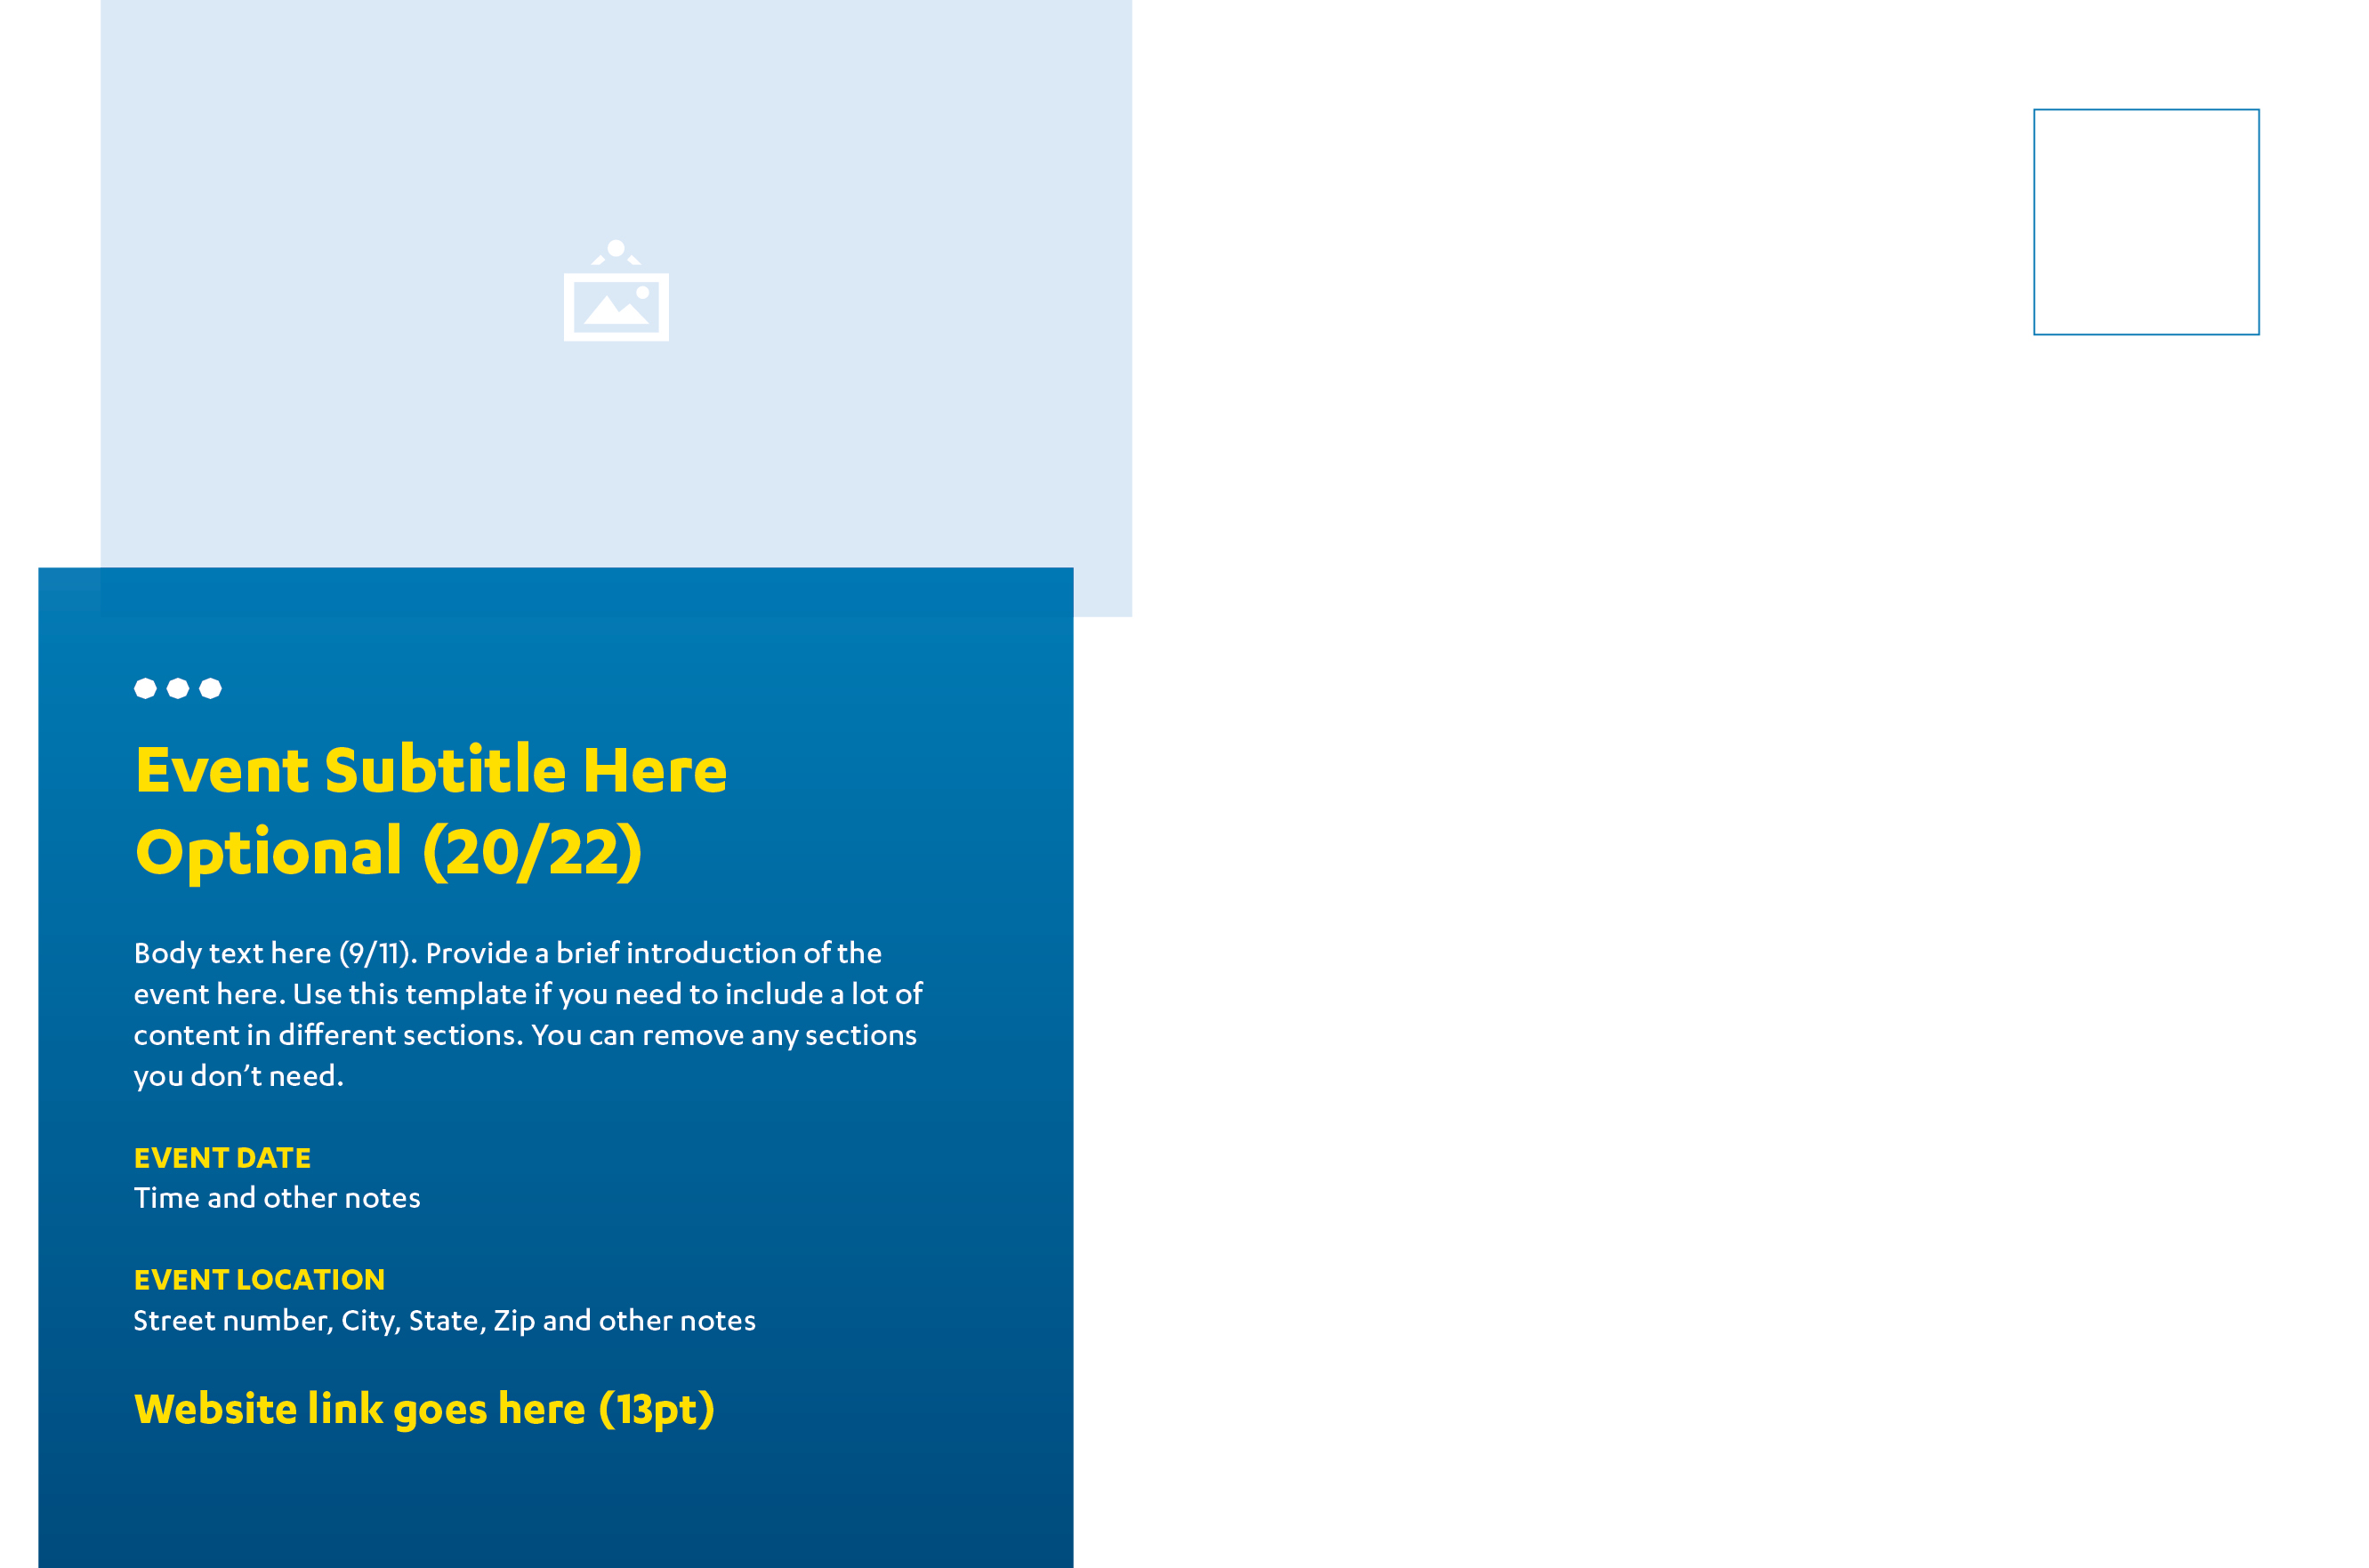 Event Subtitle Here
Optional (20/22)
Body text here (9/11). Provide a brief introduction of the
event here. Use this template if you need to include a lot of
content in different sections. You can remove any sections
you don’t need.
EVENT DATE
Time and other notes
EVENT LOCATION
Street number, City, State, Zip and other notes
Website link goes here (13pt)